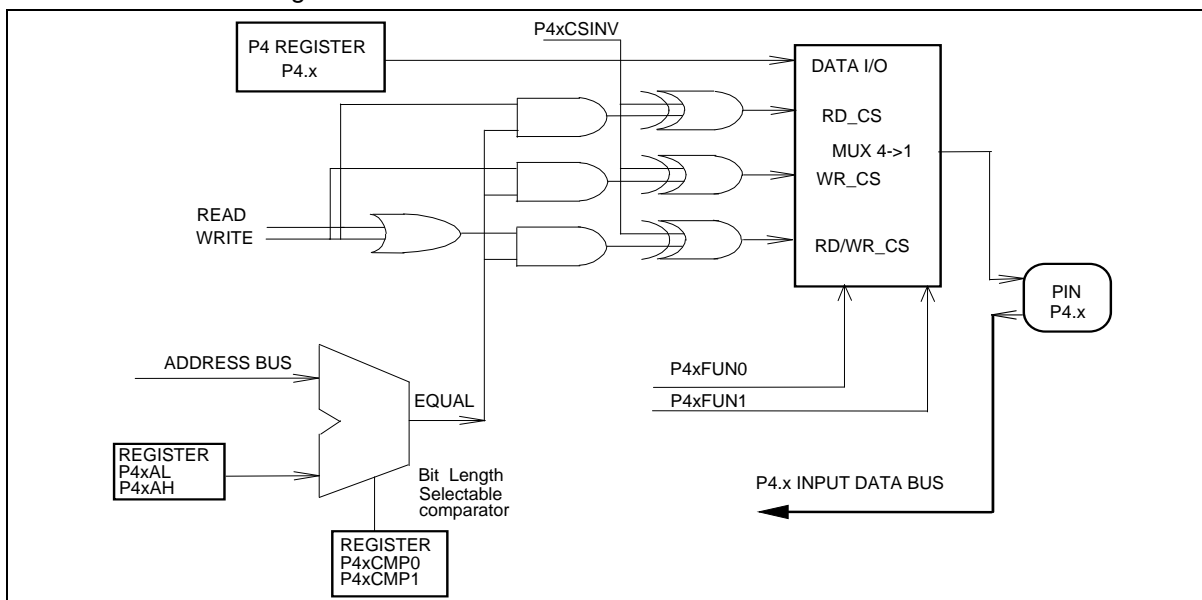 P4xCSINV
P4 REGISTER
P4.x
DATA I/O
RD_CS
MUX 4->1
WR_CS
RD/WR_CS
READ
WRITE
PIN
P4.x
ADDRESS BUS
P4xFUN0
P4xFUN1
EQUAL
REGISTER
P4xAL
P4xAH
Bit Length
Selectable
comparator
P4.x INPUT DATA BUS
REGISTER
P4xCMP0
P4xCMP1